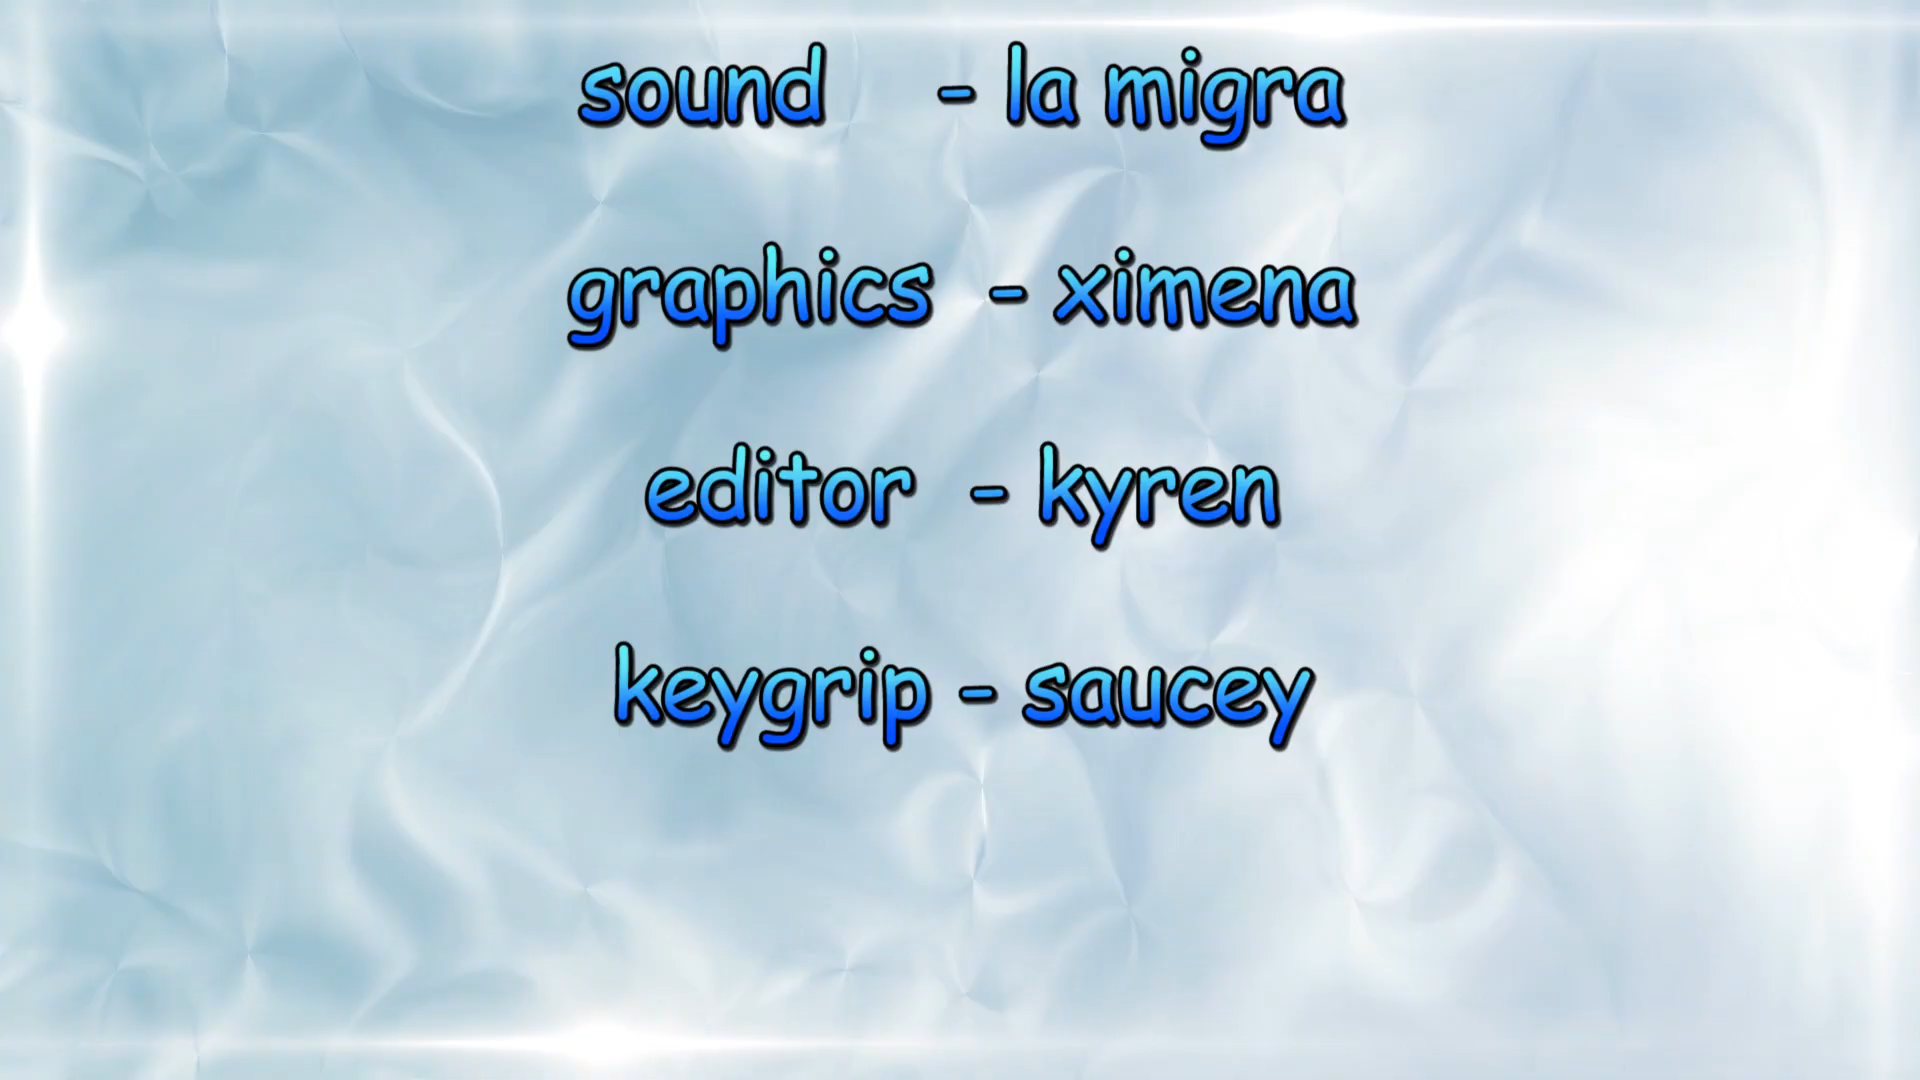 sound - la migra
graphics - ximena
editor - kyren
keygrip - saucey